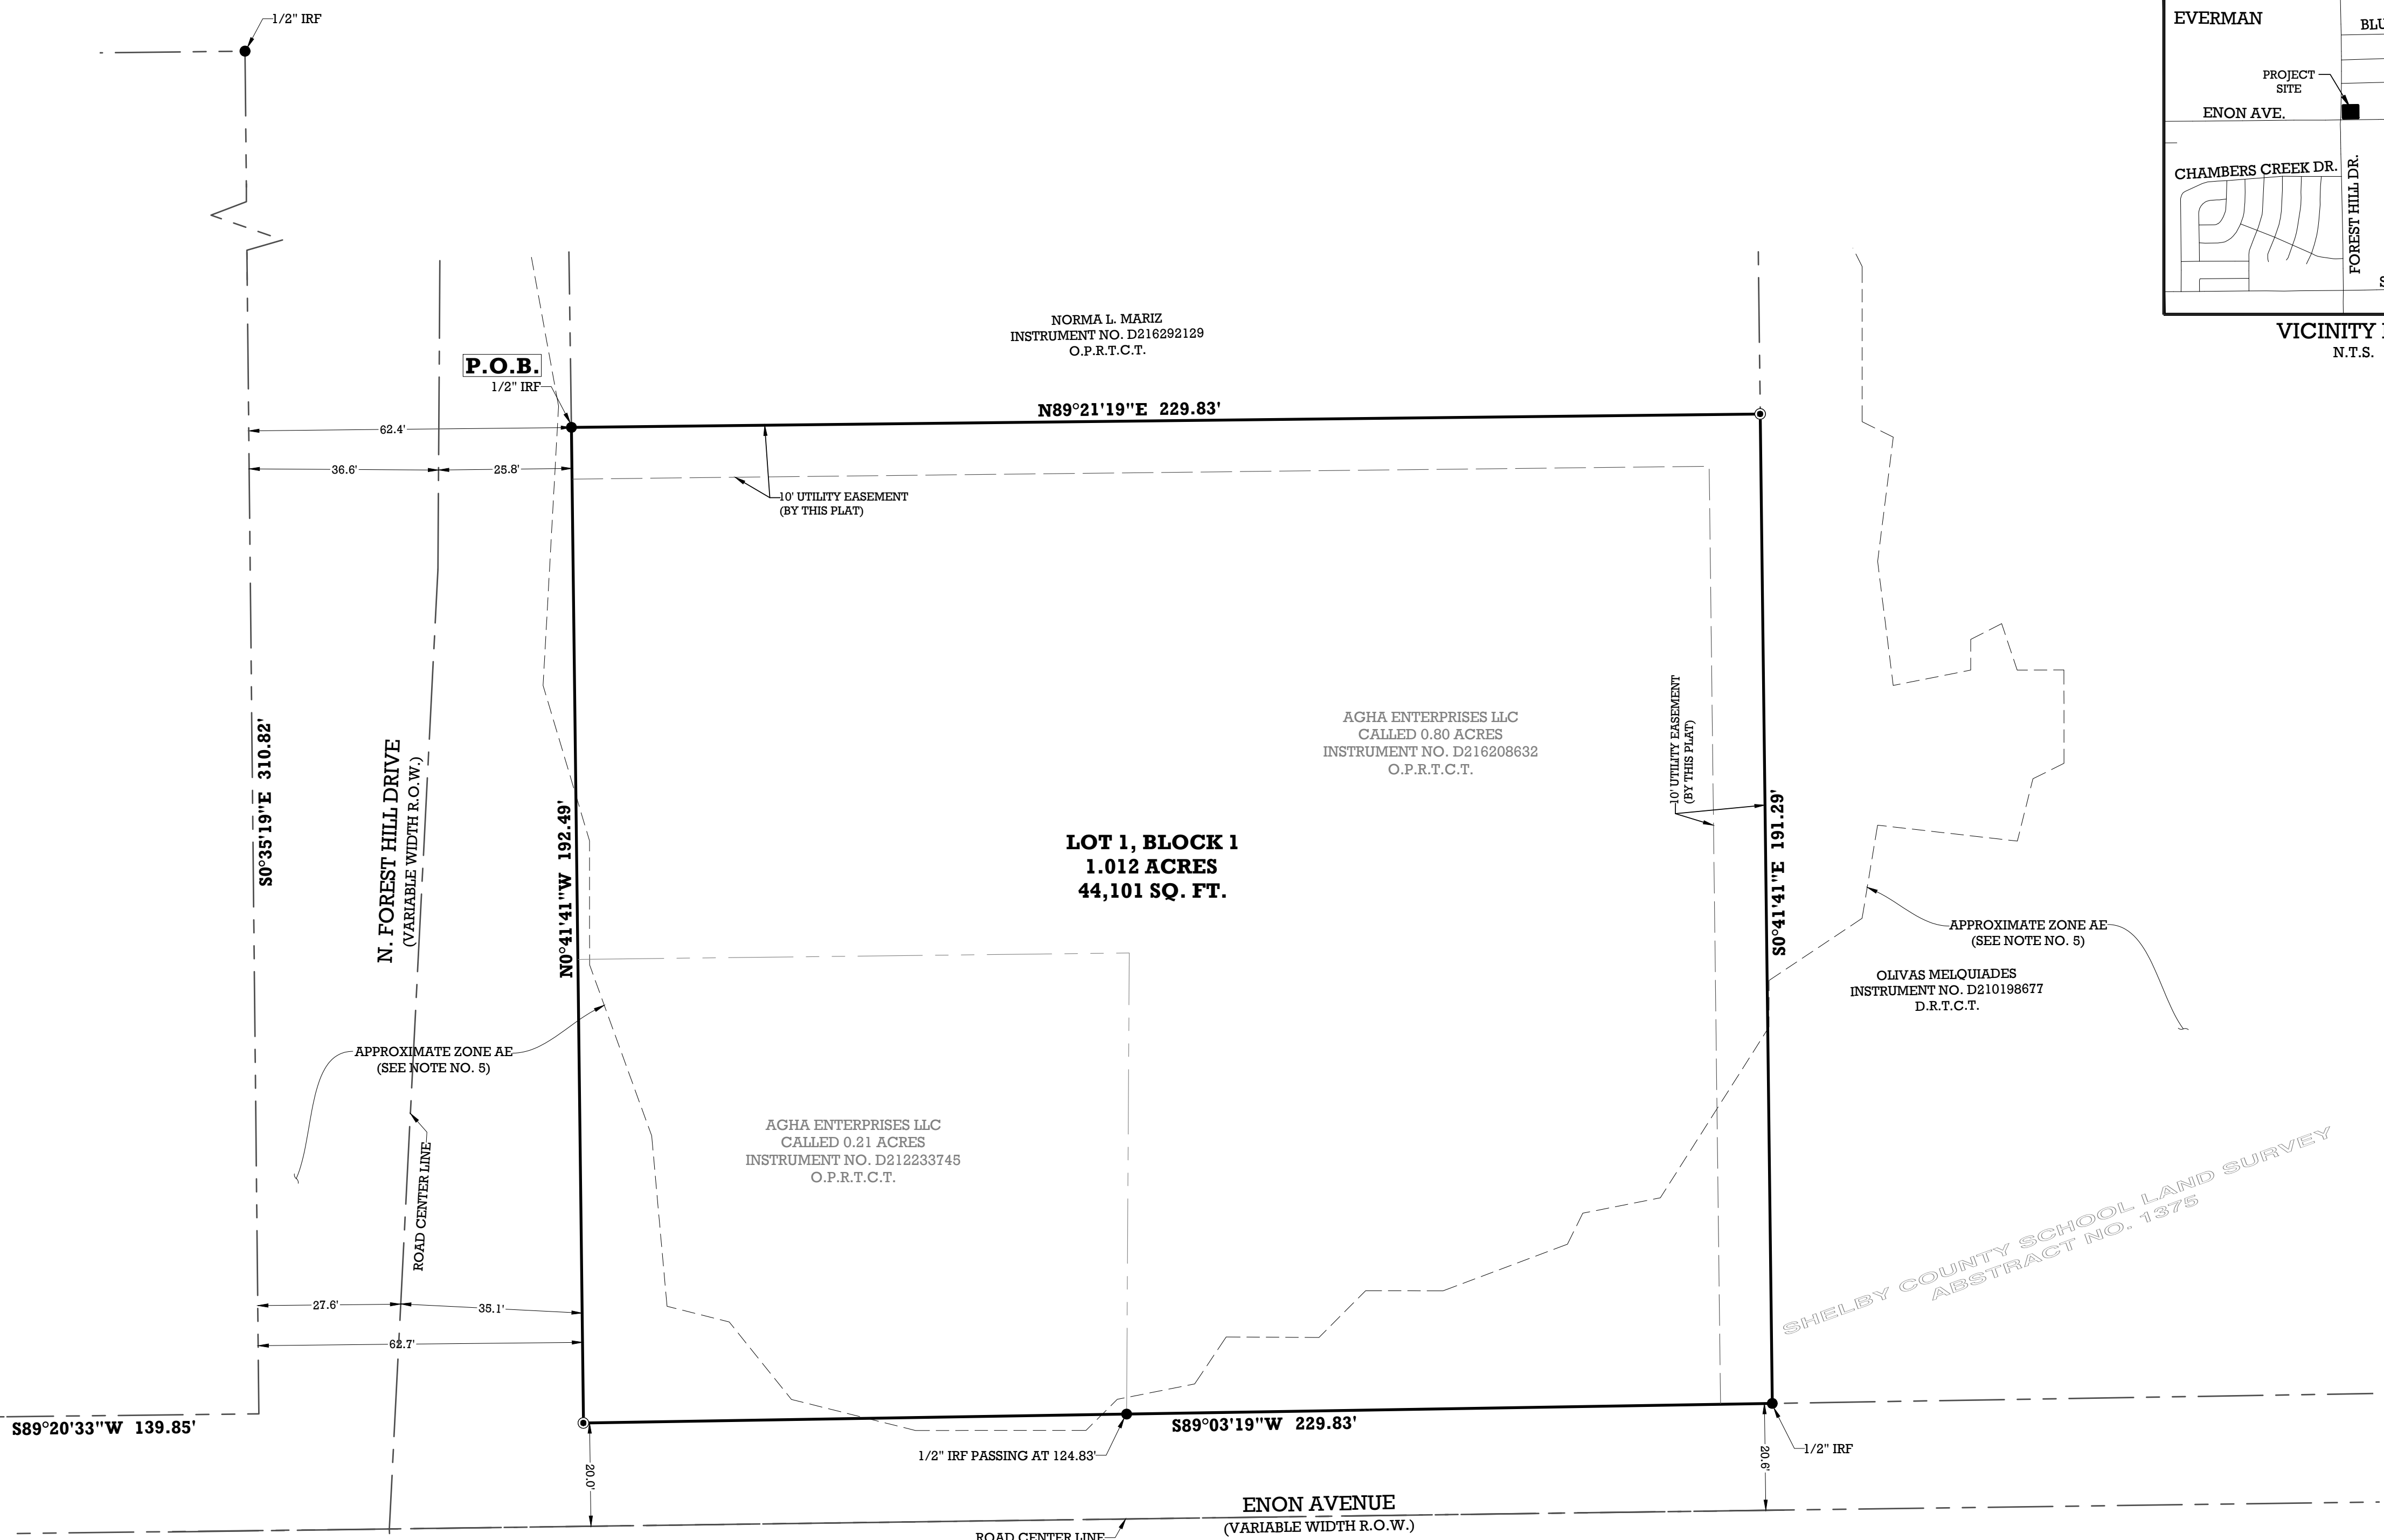 1/2" IRF
EVERMAN
PROJECT
SITE
ENON AVE.
CHAMBERS CREEK DR.
FOREST HILL DR.
N.T.S.
NORMA L. MARIZ
INSTRUMENT NO. D216292129
O.P.R.T.C.T.
P.O.B.
1/2" IRF
N89°21'19"E 229.83'
62.4'
36.6'
25.8'
10' UTILITY EASEMENT
(BY THIS PLAT)
S0°35'19"E 310.82'
N. FOREST HILL DRIVE
(VARIABLE WIDTH R.O.W.)
N0°41'41"W 192.49'
AGHA ENTERPRISES LLC
CALLED 0.80 ACRES
INSTRUMENT NO. D216208632
O.P.R.T.C.T.
10' UTILITY EASEMENT
(BY THIS PLAT)
S0°41'41"E 191.29'
LOT 1, BLOCK 1
1.012 ACRES
44,101 SQ. FT.
APPROXIMATE ZONE AE
(SEE NOTE NO. 5)
OLIVAS MELQUIADES
INSTRUMENT NO. D210198677
D.R.T.C.T.
APPROXIMATE ZONE AE
(SEE NOTE NO. 5)
ROAD CENTER LINE
AGHA ENTERPRISES LLC
CALLED 0.21 ACRES
INSTRUMENT NO. D212233745
O.P.R.T.C.T.
SHELBY COUNTY SCHOOL LAND SURVEY
ABSTRACT NO. 1375
27.6'
35.1'
62.7'
S89°20'33"W 139.85'
S89°03'19"W 229.83'
1/2" IRF PASSING AT 124.83'
1/2" IRF
20.0'
20.6'
ENON AVENUE
(VARIABLE WIDTH R.O.W.)
ROAD CENTER LINE
VICINITY